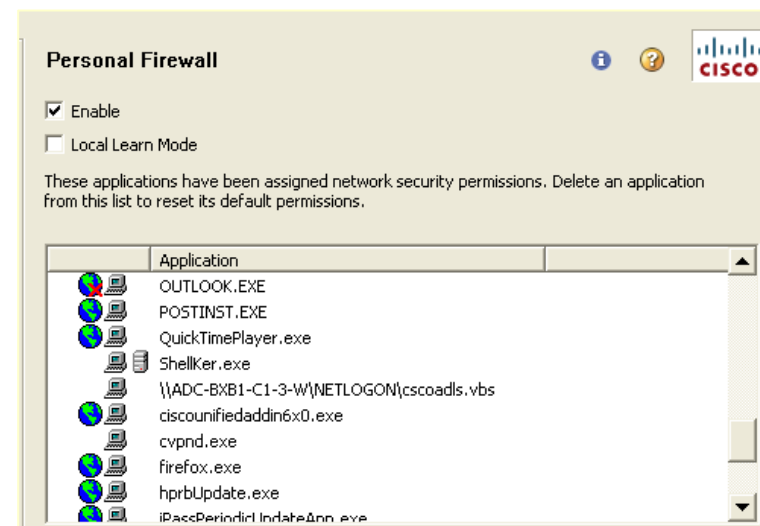 Personal Firewall
CISCO
Enable
Local Learn Mode
These applications have been assigned network security permissions. Delete an application
from this list to reset its default permissions.
Application
OUTLOOK.EXE
POSTINST.EXE
QuickTimePlayer.exe
ShellKer.exe
\\ADC-BXB1-C1-3-W\NETLOGON\cscoadls.vbs
ciscounifiedaddin6x0.exe
cvpnd.exe
firefox.exe
hprbUpdate.exe
iPassPeriodicUpdateApp.exe